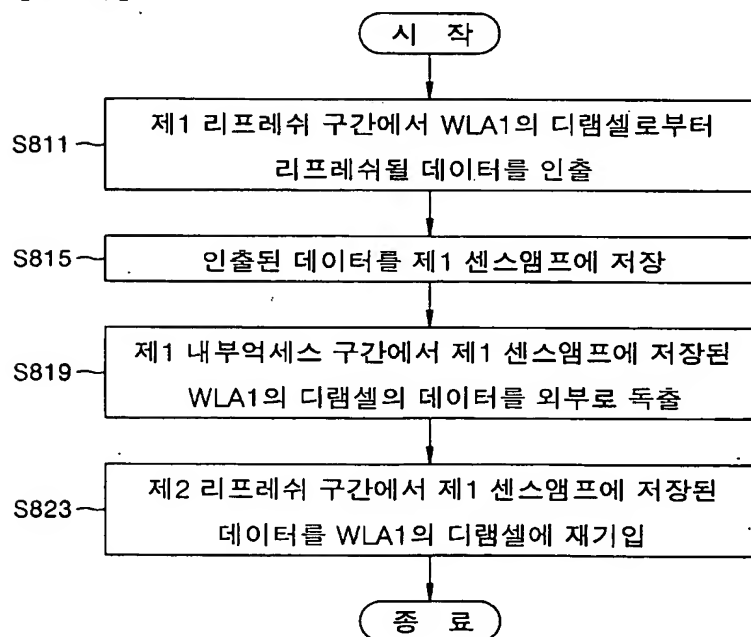 시 작
S811
제1 리프레쉬 구간에서 WLA1의 디램셀로부터
리프레쉬될 데이터를 인출
S815
인출된 데이터를 제1 센스앰프에 저장
S819
제1 내부억세스 구간에서 제1 센스앰프에 저장된
WLA1의 디램셀의 데이터를 외부로 독출
S823
제2 리프레쉬 구간에서 제1 센스앰프에 저장된
데이터를 WLA1의 디램셀에 재기입
종 료